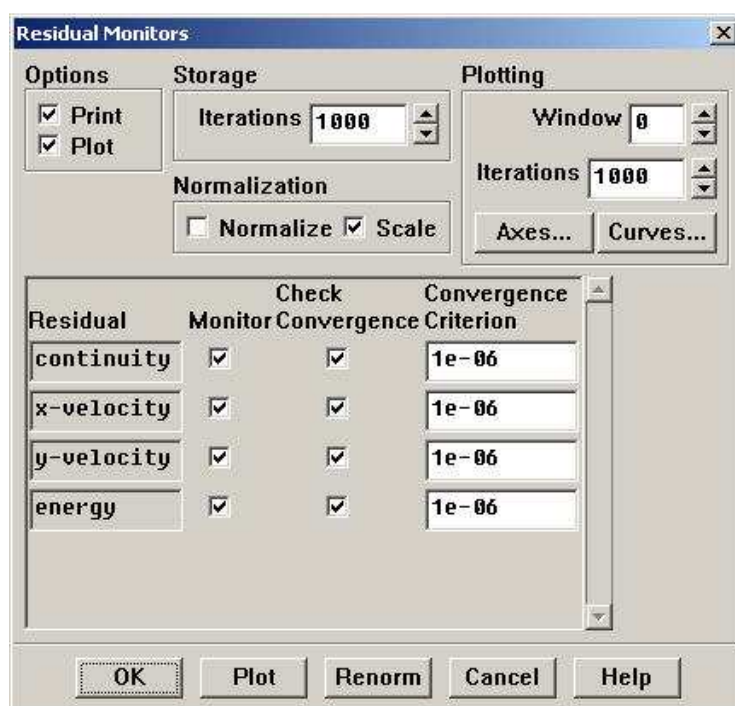 Residual Monitors
Options
Print
Plot
Storage
Iterations 1000
Normalization
Normalize Scale
Plotting
Window 0
Iterations 1000
Axes... Curves...
Residual Monitor Check Convergence Convergence Criterion
continuity 1e-06
x-velocity 1e-06
y-velocity 1e-06
energy 1e-06
OK Plot Renorm Cancel Help